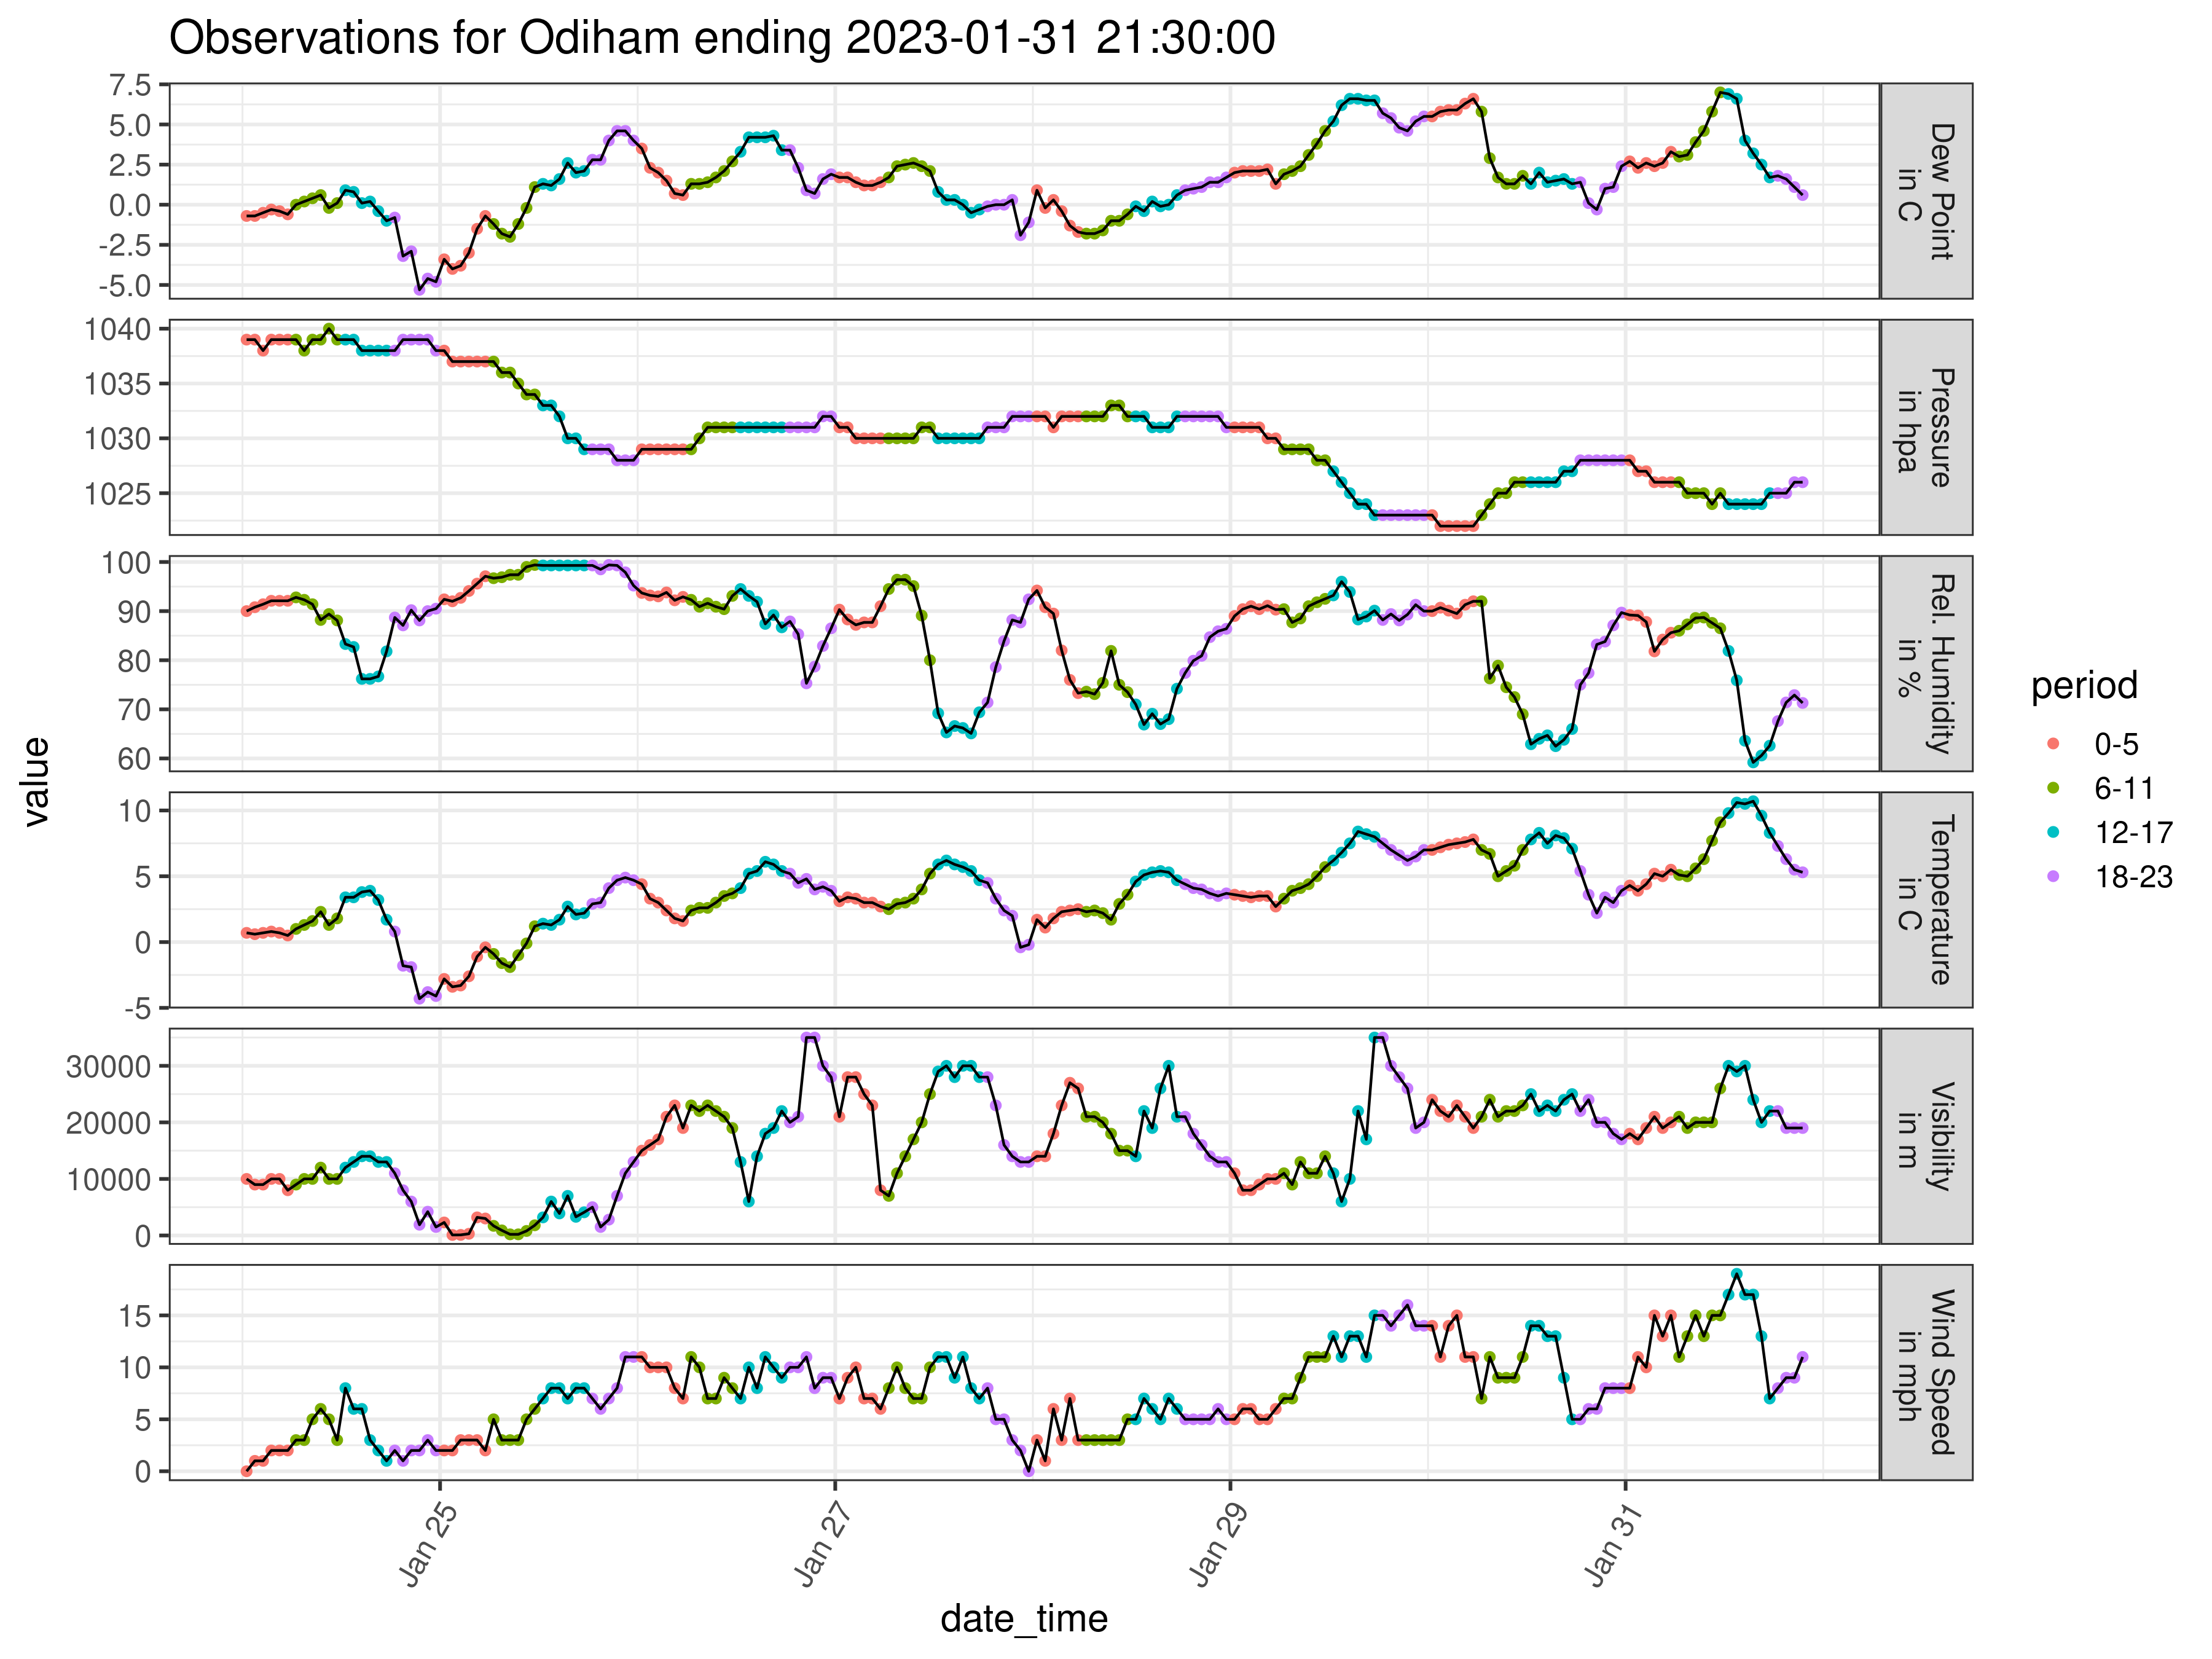 Observations for Odiham ending 2023-01-31 21:30:00
7.5
5.0
2.5
0.0
-2.5
-5.0
Dew Point
in C
1040
1035
1030
1025
Pressure
in hpa
100
90
80
70
60
Rel. Humidity
in %
10
5
0
-5
Temperature
in C
30000
20000
10000
0
Visibility
in m
15
10
5
0
Wind Speed
in mph
value
Jan 25
Jan 27
Jan 29
Jan 31
date_time
period
0-5
6-11
12-17
18-23